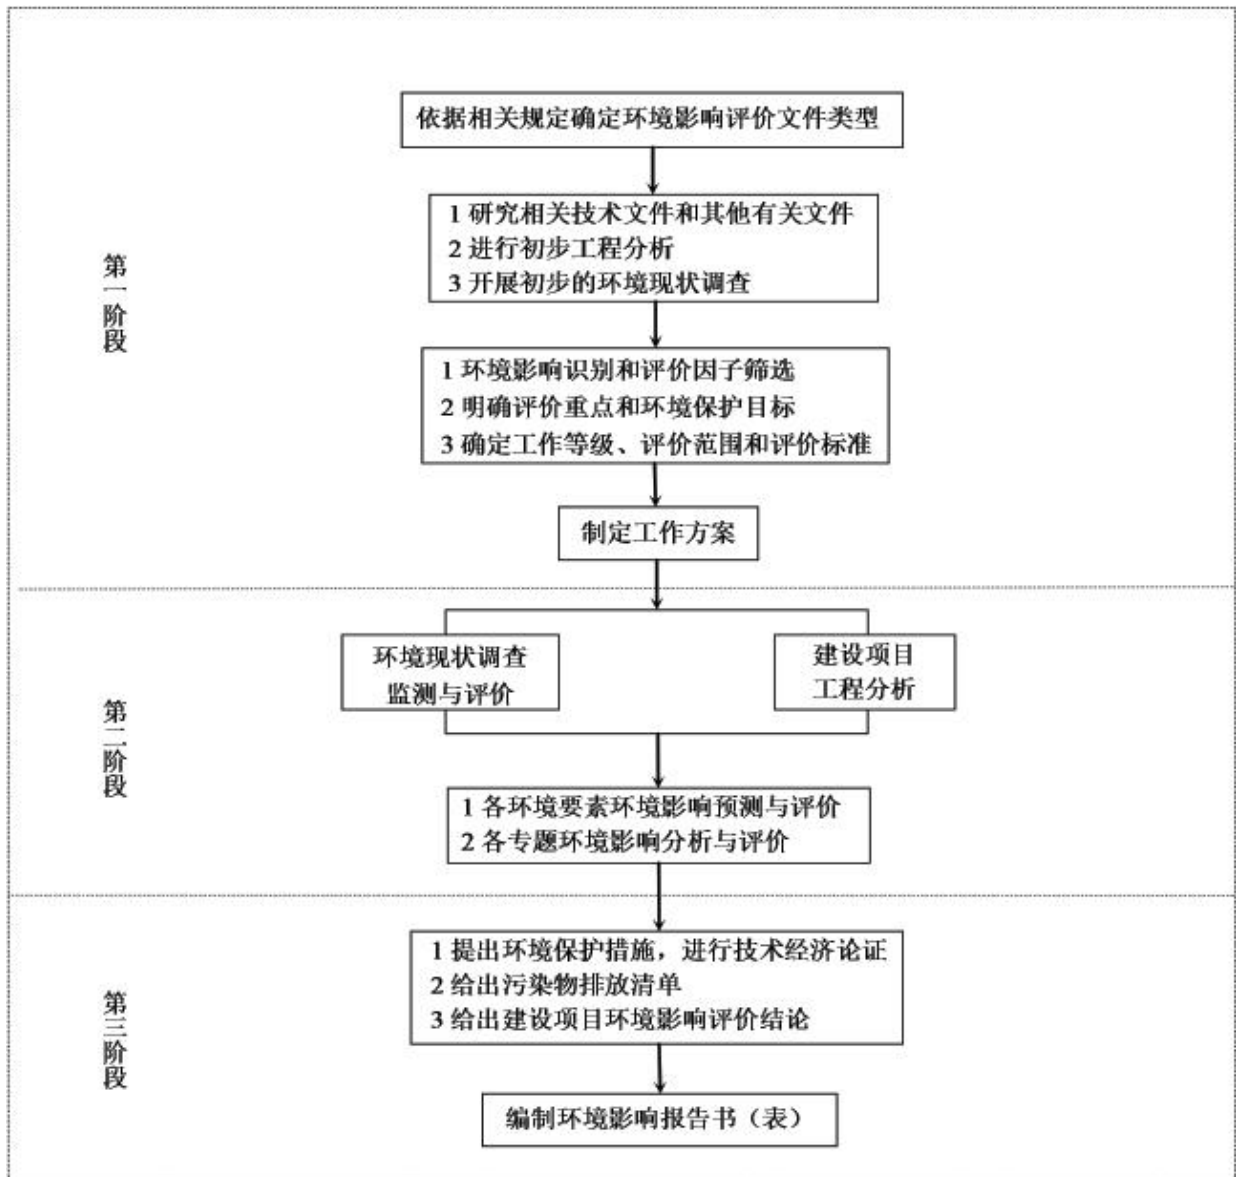 依据相关规定确定环境影响评价文件类型
第一阶段
1 研究相关技术文件和其他有关文件
2 进行初步工程分析
3 开展初步的环境现状调查
1 环境影响识别和评价因子筛选
2 明确评价重点和环境保护目标
3 确定工作等级、评价范围和评价标准
制定工作方案
第二阶段
环境现状调查
监测与评价
建设项目
工程分析
1 各环境要素环境影响预测与评价
2 各专题环境影响分析与评价
第三阶段
1 提出环境保护措施，进行技术经济论证
2 给出污染物排放清单
3 给出建设项目环境影响评价结论
编制环境影响报告书（表）